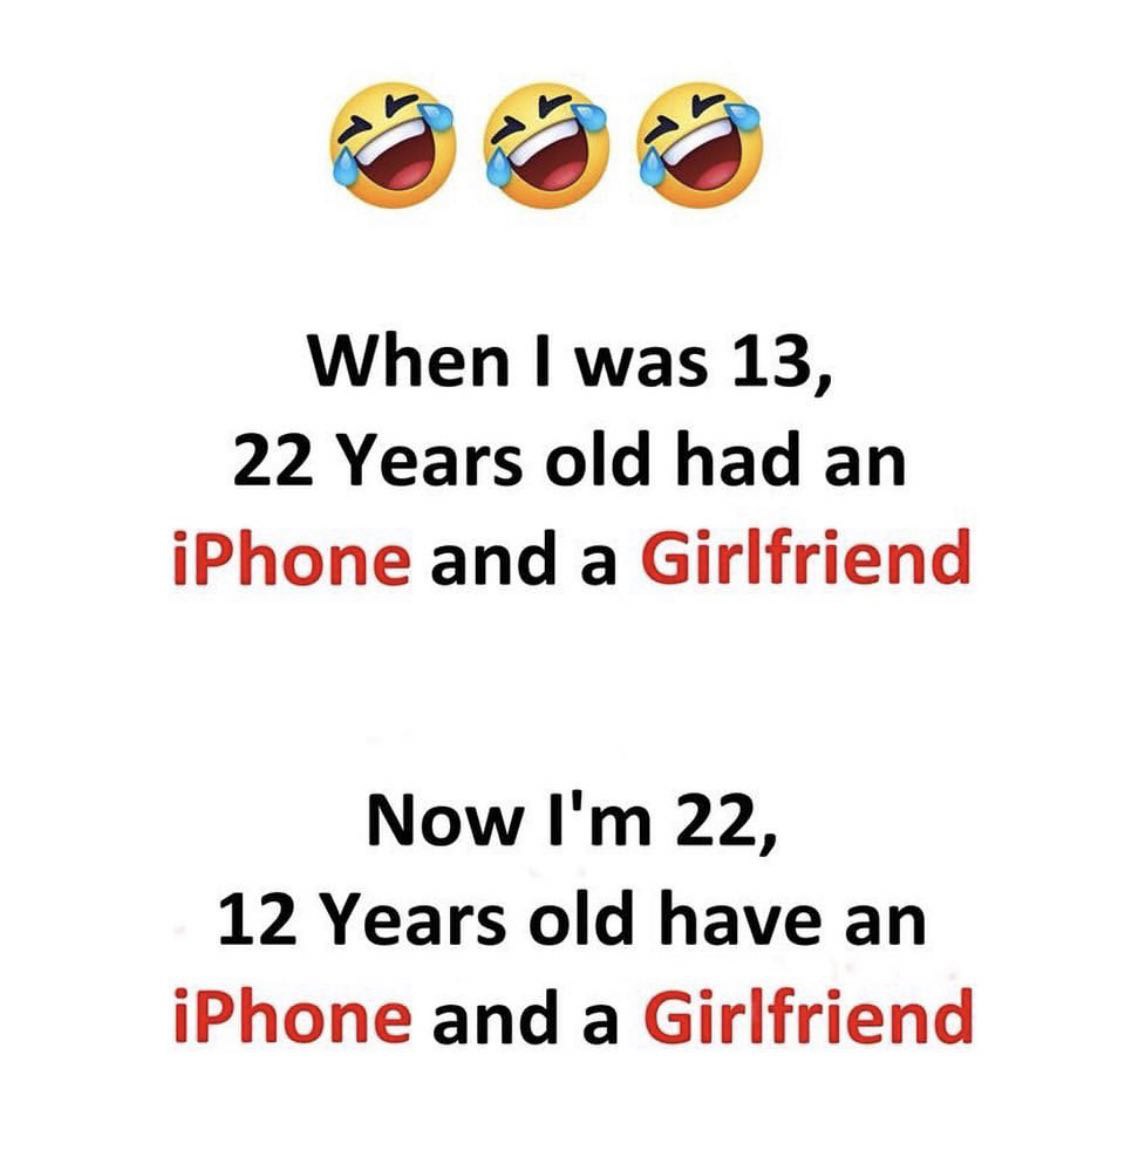 When I was 13,
22 Years old had an
iPhone and a Girlfriend
Now I'm 22,
12 Years old have an
iPhone and a Girlfriend